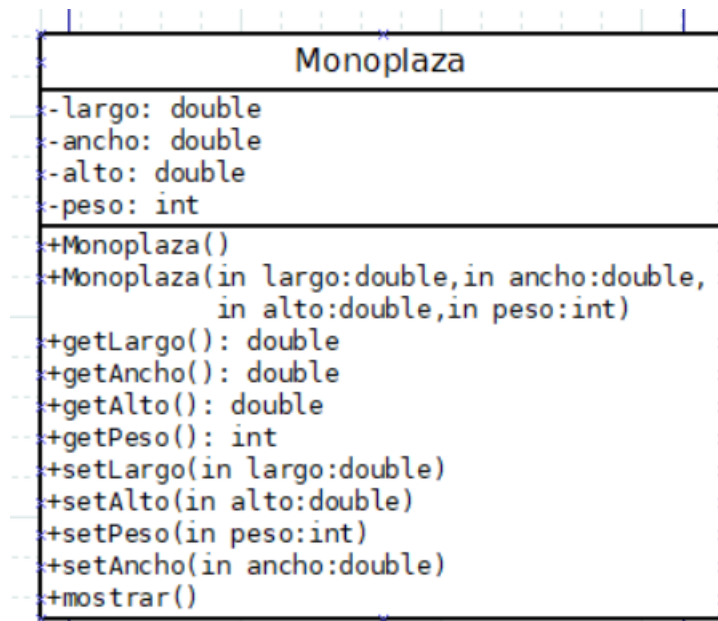 Monoplaza
-largo: double
-ancho: double
-alto: double
-peso: int
+Monoplaza()
+Monoplaza(in largo:double,in ancho:double,
in alto:double,in peso:int)
+getLargo(): double
+getAncho(): double
+getAlto(): double
+getPeso(): int
+setLargo(in largo:double)
+setAlto(in alto:double)
+setPeso(in peso:int)
+setAncho(in ancho:double)
+mostrar()